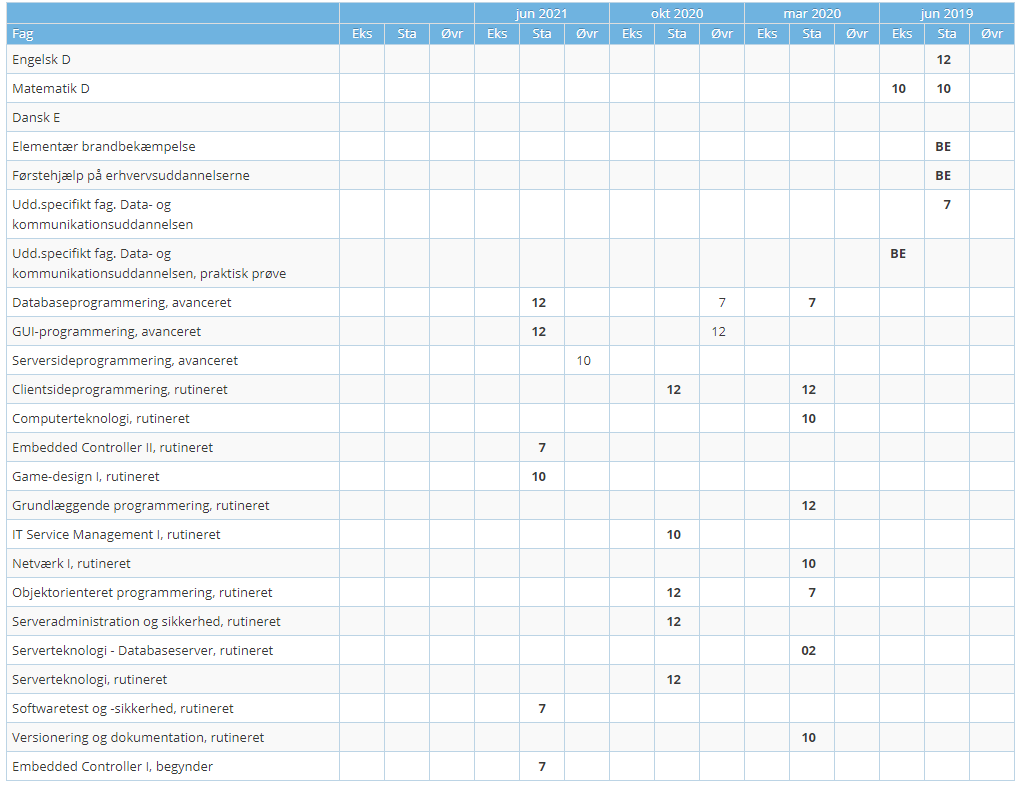 jun 2021 okt 2020 mar 2020 jun 2019
Fag Eks Sta Øvr Eks Sta Øvr Eks Sta Øvr Eks Sta Øvr Eks Sta Øvr
Engelsk D 12
Matematik D 10 10
Dansk E
Elementær brandbekæmpelse BE
Førstehjælp på erhvervsuddannelserne BE
Udd.specifikt fag. Data- og 7
kommunikationsuddannelsen
Udd.specifikt fag. Data- og BE
kommunikationsuddannelsen, praktisk prøve
Databaseprogrammering, avanceret 12 7 7
GUI-programmering, avanceret 12 12
Serversideprogrammering, avanceret 10
Clientsideprogrammering, rutineret 12 12
Computerteknologi, rutineret 10
Embedded Controller II, rutineret 7
Game-design I, rutineret 10
Grundlæggende programmering, rutineret 12
IT Service Management I, rutineret 10
Netværk I, rutineret 10
Objektorienteret programmering, rutineret 12 7
Serveradministration og sikkerhed, rutineret 12
Serverteknologi - Databaseserver, rutineret 02
Serverteknologi, rutineret 12
Softwaretest og -sikkerhed, rutineret 7
Versionering og dokumentation, rutineret 10
Embedded Controller I, begynder 7